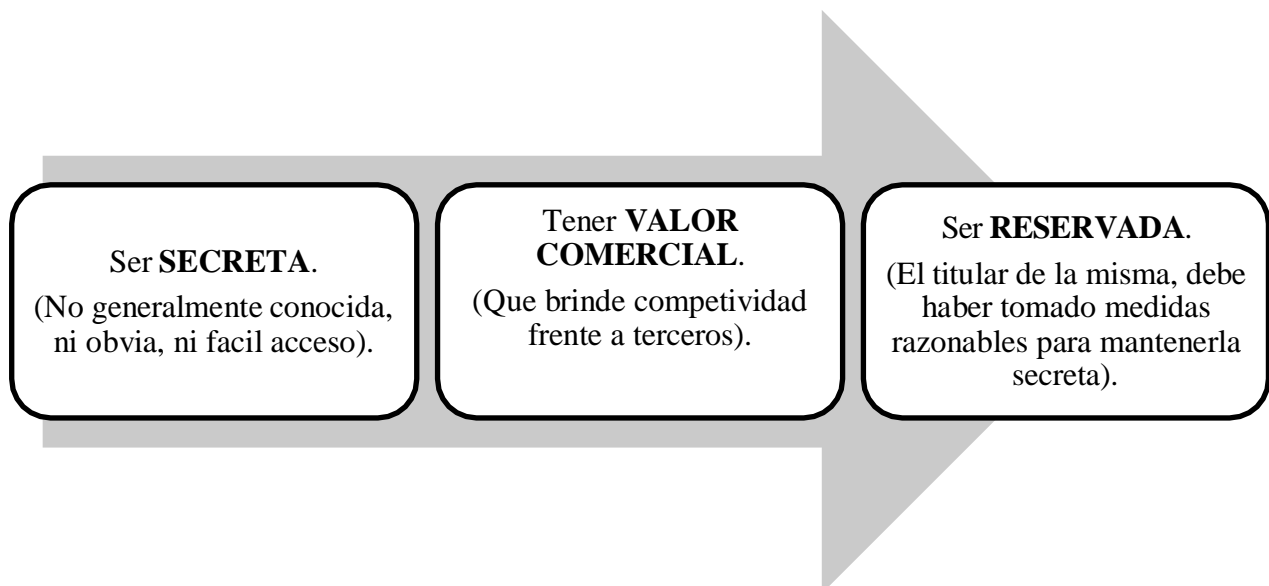 Ser SECRETA.
(No generalmente conocida,
ni obvia, ni facil acceso).
Tener VALOR
COMERCIAL.
(Que brinde competividad
frente a terceros).
Ser RESERVADA.
(El titular de la misma, debe
haber tomado medidas
razonables para mantenerla
secreta).